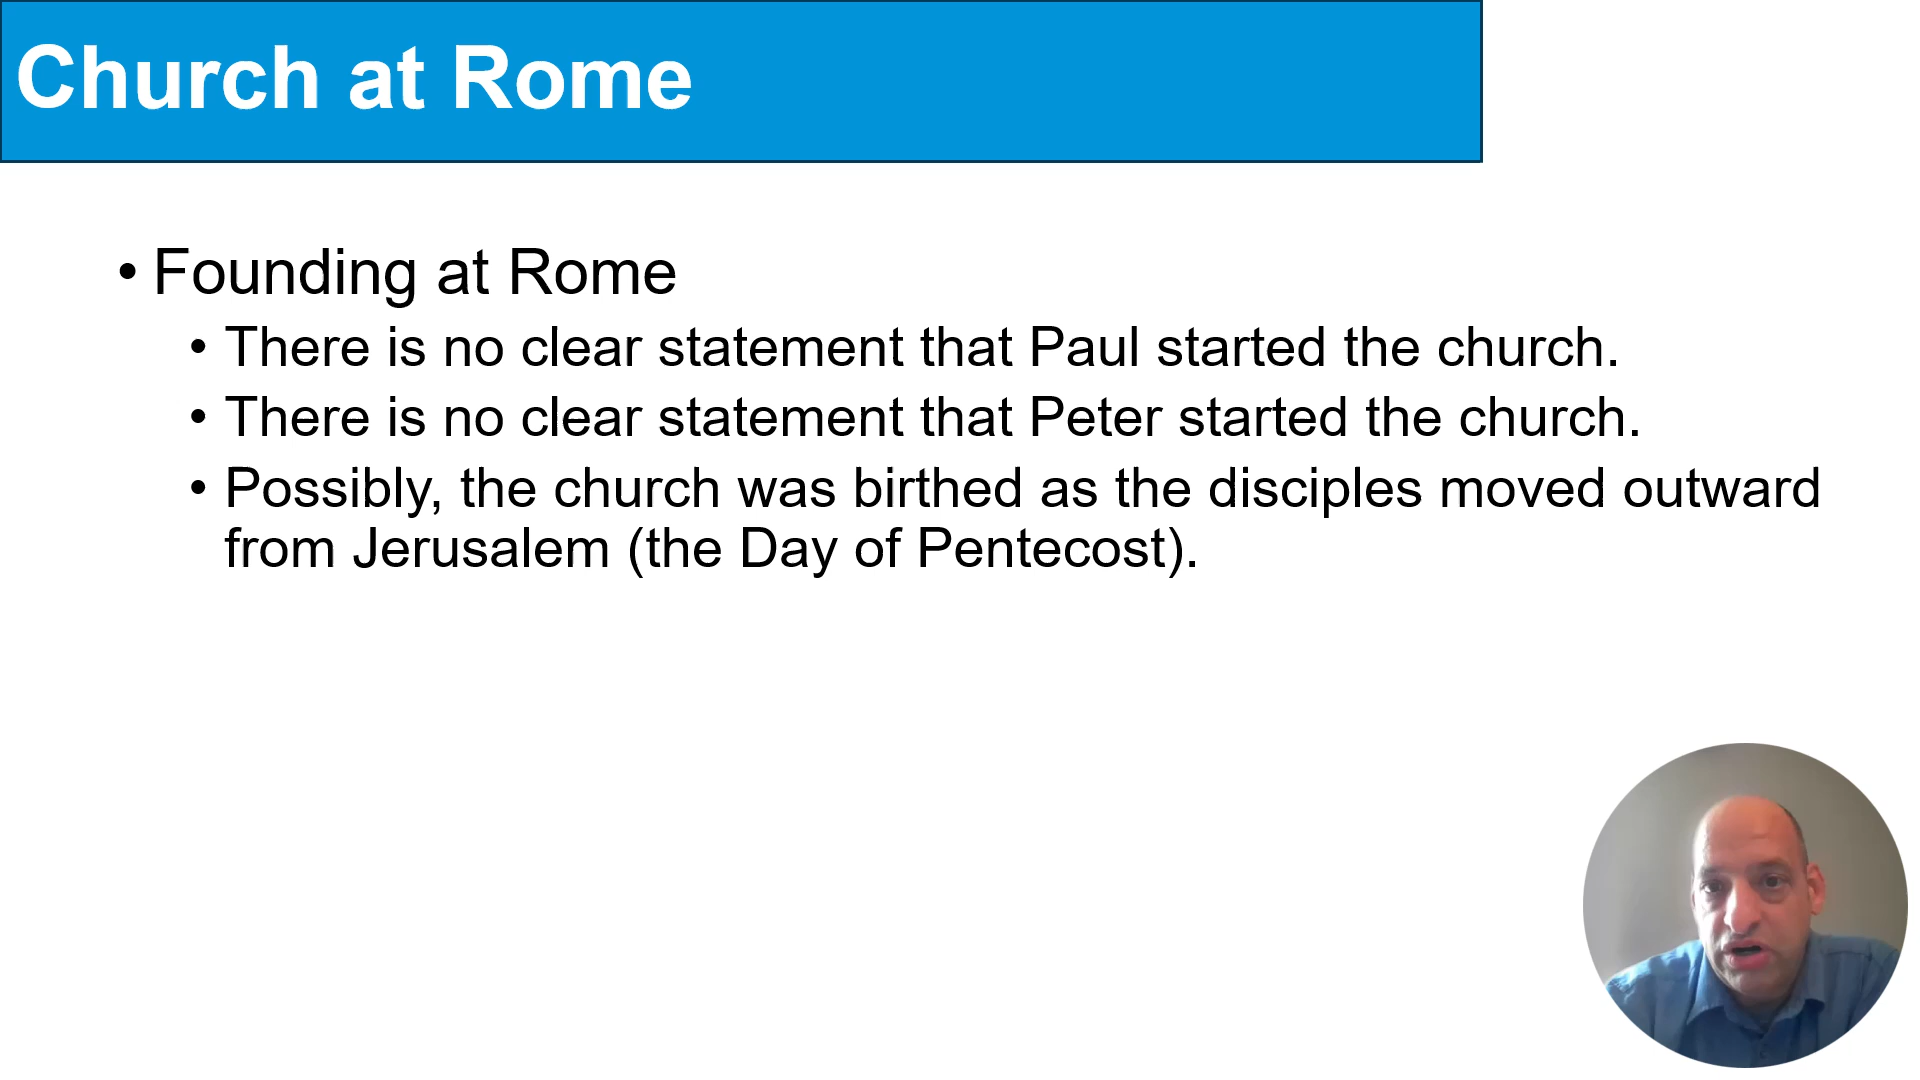 Church at Rome
• Founding at Rome
• There is no clear statement that Paul started the church.
• There is no clear statement that Peter started the church.
• Possibly, the church was birthed as the disciples moved outward
from Jerusalem (the Day of Pentecost).